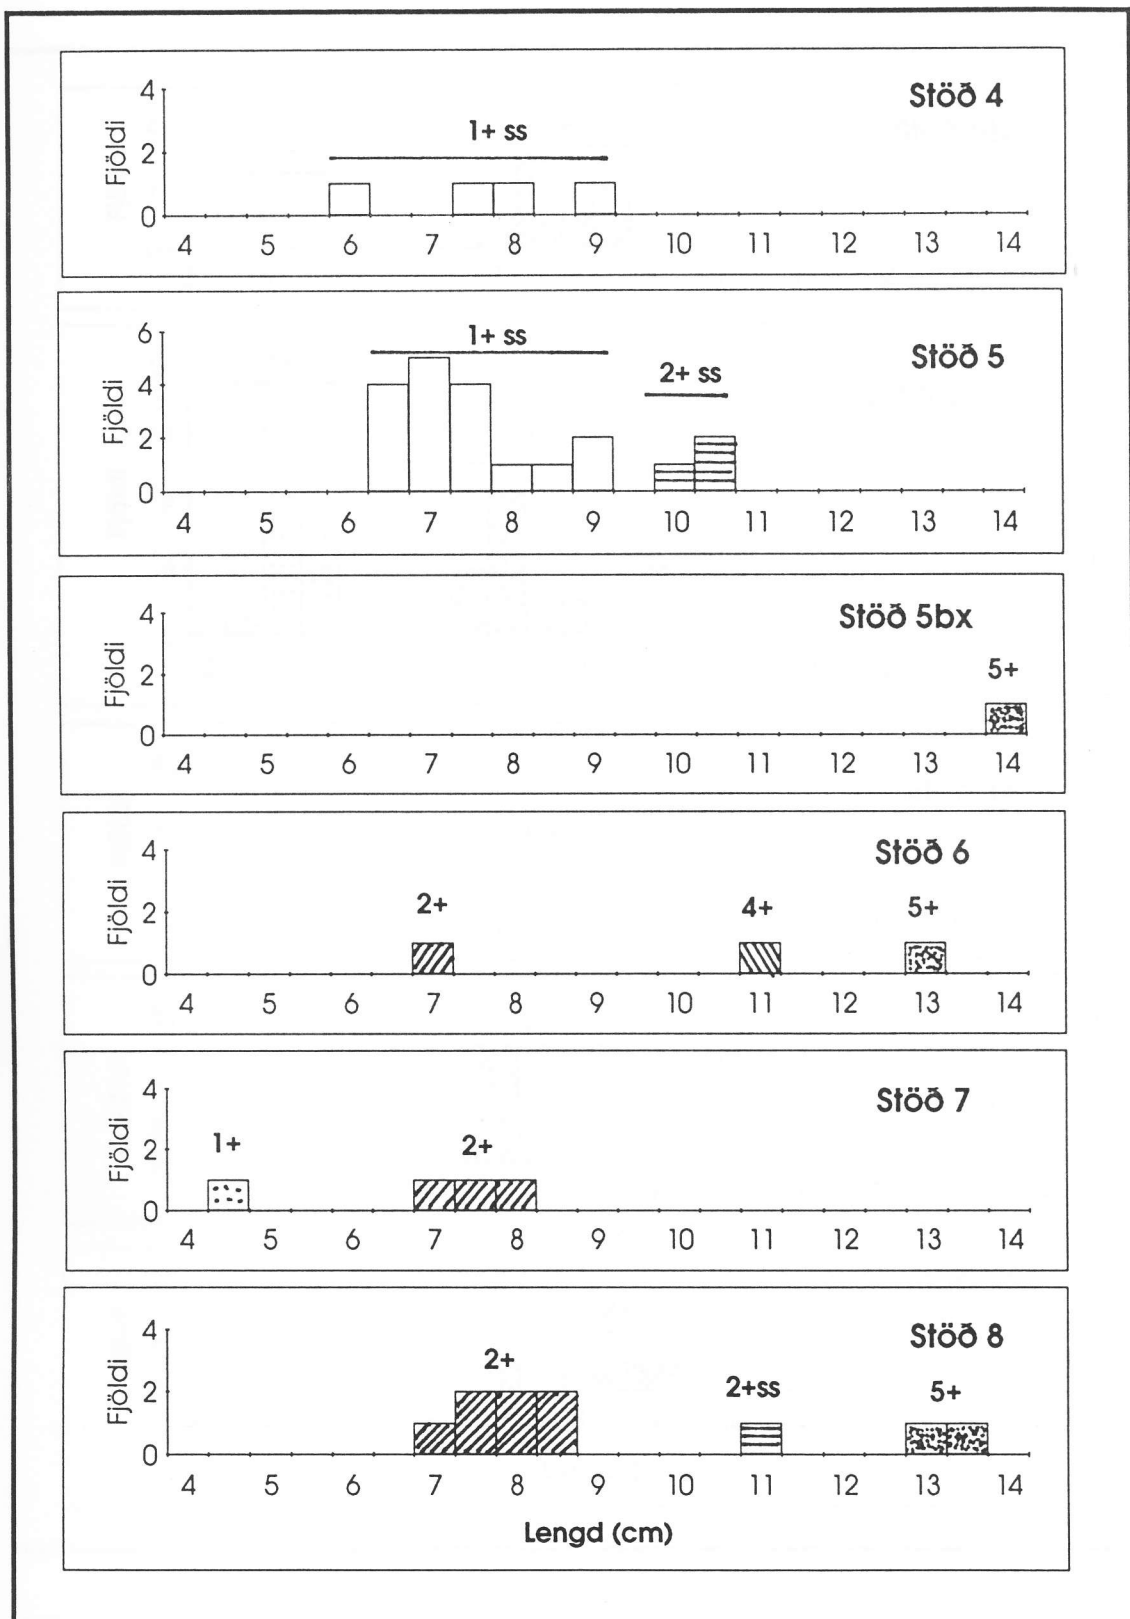 Stöð 4
Fjöldi
4
2
0
1+ ss
4 5 6 7 8 9 10 11 12 13 14
Stöð 5
Fjöldi
6
4
2
0
1+ ss
2+ ss
4 5 6 7 8 9 10 11 12 13 14
Stöð 5bx
Fjöldi
4
2
0
5+
4 5 6 7 8 9 10 11 12 13 14
Stöð 6
Fjöldi
4
2
0
2+ 4+ 5+
4 5 6 7 8 9 10 11 12 13 14
Stöð 7
Fjöldi
4
2
0
1+ 2+
4 5 6 7 8 9 10 11 12 13 14
Stöð 8
Fjöldi
4
2
0
2+ 2+ss 5+
4 5 6 7 8 9 10 11 12 13 14
Lengd (cm)